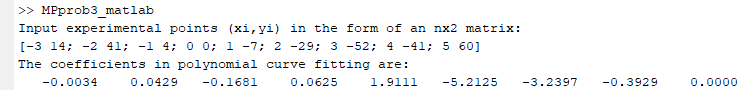 >> MPprob3_matlab
Input experimental points (xi,yi) in the form of an nx2 matrix:
[-3 14; -2 41; -1 4; 0 0; 1 -7; 2 -29; 3 -52; 4 -41; 5 60]
The coefficients in polynomial curve fitting are:
-0.0034 0.0429 -0.1681 0.0625 1.9111 -5.2125 -3.2397 -0.3929 0.0000